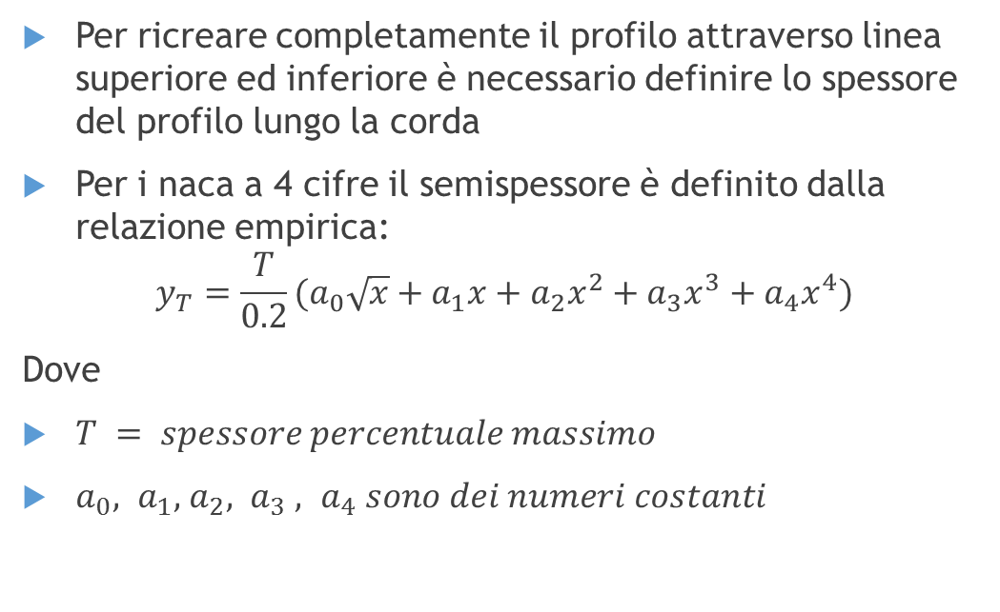 Per ricreare completamente il profilo attraverso linea
superiore ed inferiore è necessario definire lo spessore
del profilo lungo la corda
Per i naca a 4 cifre il semispessore è definito dalla
relazione empirica:
y_T = \frac{T}{0.2} (a_0\sqrt{x} + a_1x + a_2x^2 + a_3x^3 + a_4x^4)
Dove
T = spessore percentuale massimo
a_0, a_1, a_2, a_3 , a_4 sono dei numeri costanti